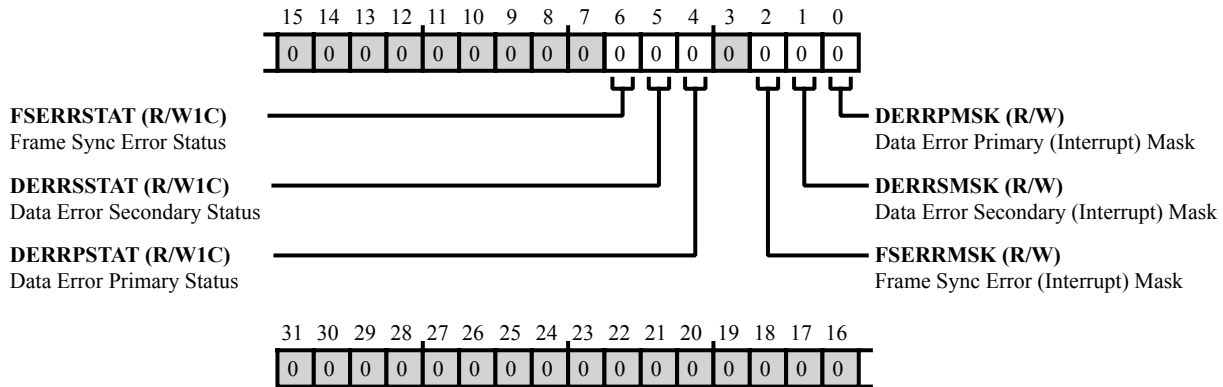 15 14 13 12 11 10 9 8 7 6 5 4 3 2 1 0
0 0 0 0 0 0 0 0 0 0 0 0 0 0 0 0
FSERRSTAT (R/W1C)
Frame Sync Error Status
DERRSSTAT (R/W1C)
Data Error Secondary Status
DERRPSTAT (R/W1C)
Data Error Primary Status
DERRPMSK (R/W)
Data Error Primary (Interrupt) Mask
DERRSMSK (R/W)
Data Error Secondary (Interrupt) Mask
FSERRMSK (R/W)
Frame Sync Error (Interrupt) Mask
31 30 29 28 27 26 25 24 23 22 21 20 19 18 17 16
0 0 0 0 0 0 0 0 0 0 0 0 0 0 0 0